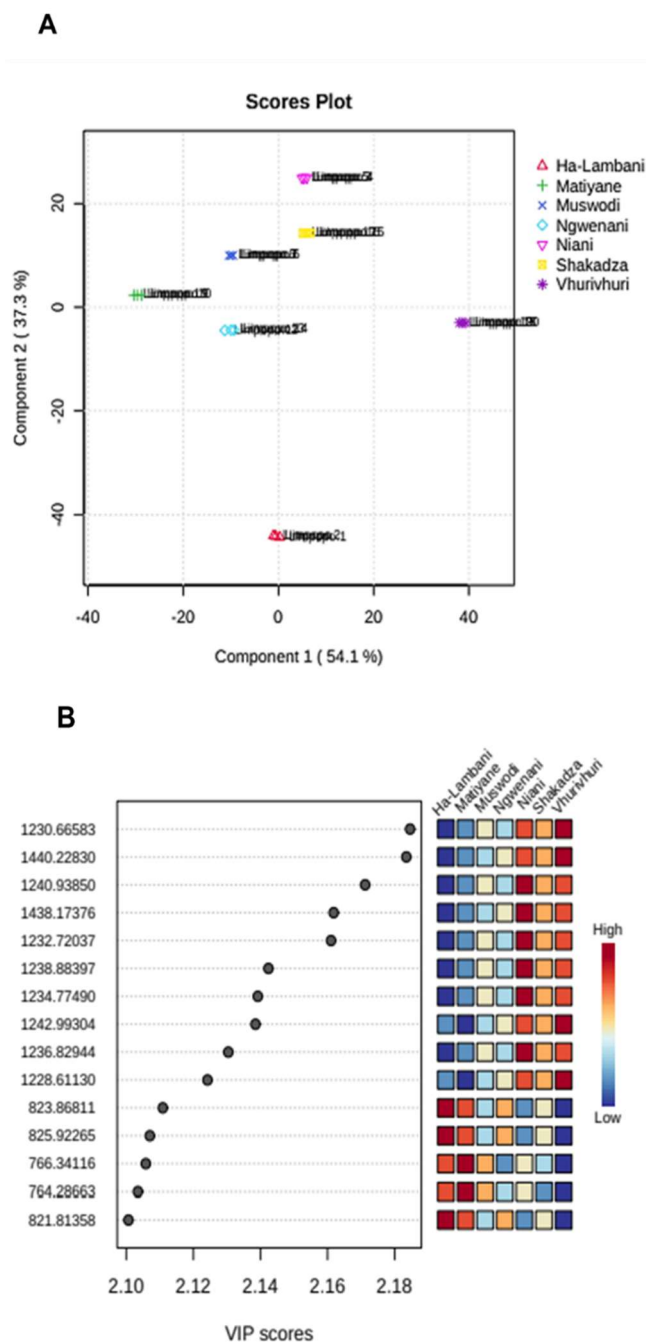 A
Scores Plot
Ha-Lambani
Matiyane
Muswodi
Ngwenani
Niani
Shakadza
Vhurivhuri
20
0
-20
-40
Component 2 ( 37.3 %)
-40 -20 0 20 40
Component 1 ( 54.1 %)
B
Ha-Lambani Matiyane Muswodi Ngwenani Niani Shakadza Vhurivhuri
1230.66583
1440.22830
1240.93850
1438.17376
1232.72037
1238.88397
1234.77490
1242.99304
1236.82944
1228.61130
823.86811
825.92265
766.34116
764.28663
821.81358
High
Low
2.10 2.12 2.14 2.16 2.18
VIP scores